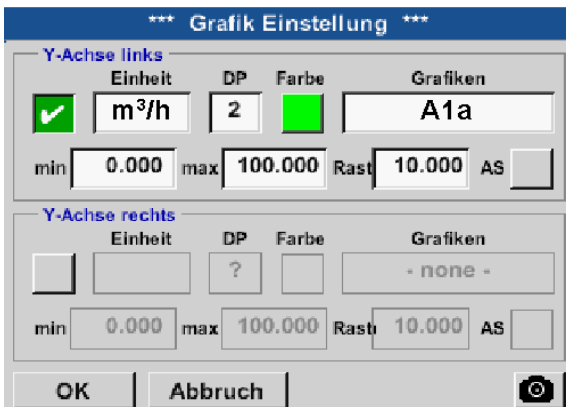 *** Grafik Einstellung ***
Y-Achse links
Einheit DP Farbe Grafiken
m³/h 2 A1a
min 0.000 max 100.000 Rast 10.000 AS
Y-Achse rechts
Einheit DP Farbe Grafiken
? - none -
min 0.000 max 100.000 Rast 10.000 AS
OK Abbruch